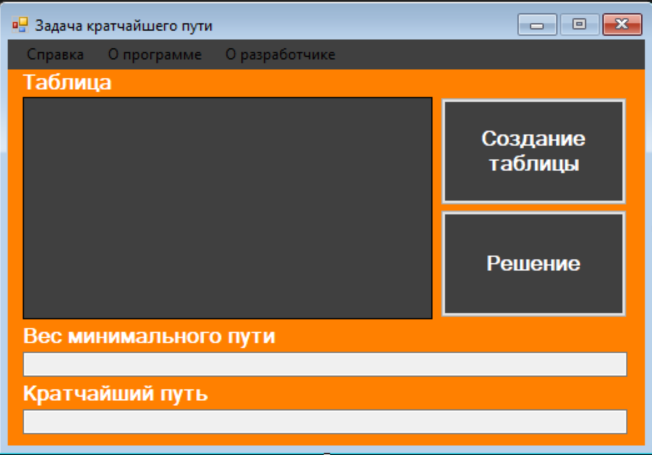 Задача кратчайшего пути
Справка О программе О разработчике
Таблица
Создание
таблицы
Решение
Вес минимального пути
Кратчайший путь